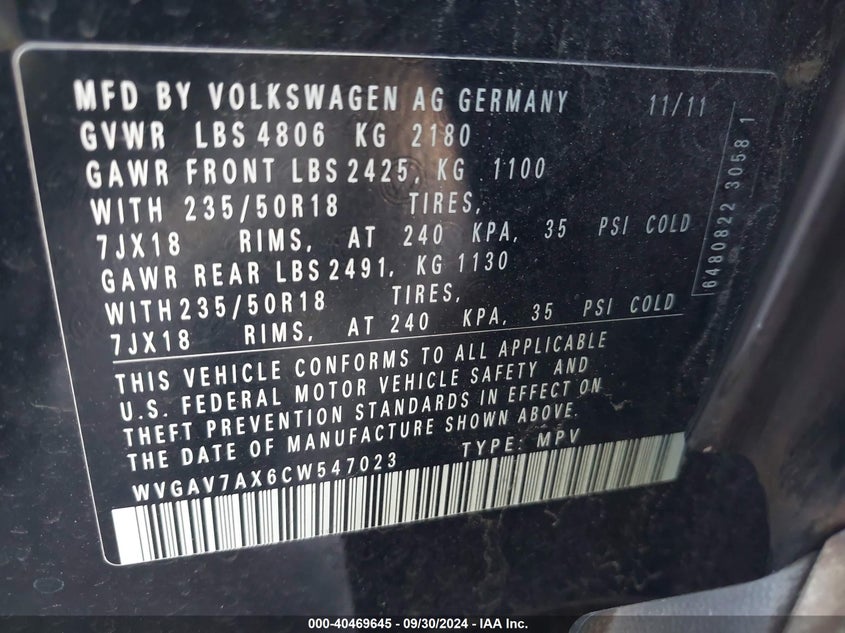 MFD BY VOLKSWAGEN AG GERMANY 11/11
GVWR LBS 4806 KG 2180
GAWR FRONT LBS 2425, KG 1100
WITH 235/50R18 TIRES,
7JX18 RIMS, AT 240 KPA, 35 PSI COLD
GAWR REAR LBS 2491, KG 1130
WITH 235/50R18 TIRES,
7JX18 RIMS, AT 240 KPA, 35 PSI COLD
THIS VEHICLE CONFORMS TO ALL APPLICABLE
U.S. FEDERAL MOTOR VEHICLE SAFETY AND
THEFT PREVENTION STANDARDS IN EFFECT ON
THE DATE OF MANUFACTURE SHOWN ABOVE.
WVGAV7AX6CW547023 TYPE: MPV
6480822 3058 1
000-40469645 - 09/30/2024 - IAA Inc.